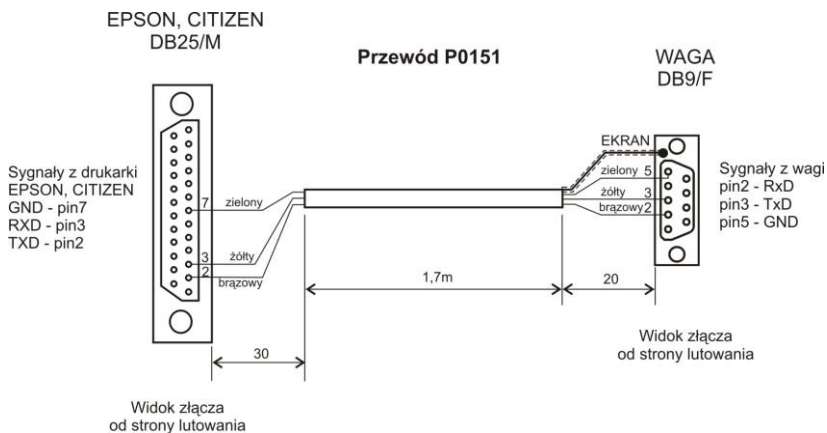 EPSON, CITIZEN
DB25/M
Przewód P0151
WAGA
DB9/F
Sygnały z drukarki
EPSON, CITIZEN
GND - pin7
RXD - pin3
TXD - pin2
7
zielony
3
żółty
2
brązowy
EKRAN
zielony 5
żółty 3
brązowy 2
Sygnały z wagi
pin2 - RxD
pin3 - TxD
pin5 - GND
1,7m
20
30
Widok złącza
od strony lutowania
Widok złącza
od strony lutowania